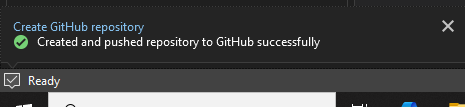 Create GitHub repository
Created and pushed repository to GitHub successfully
Ready